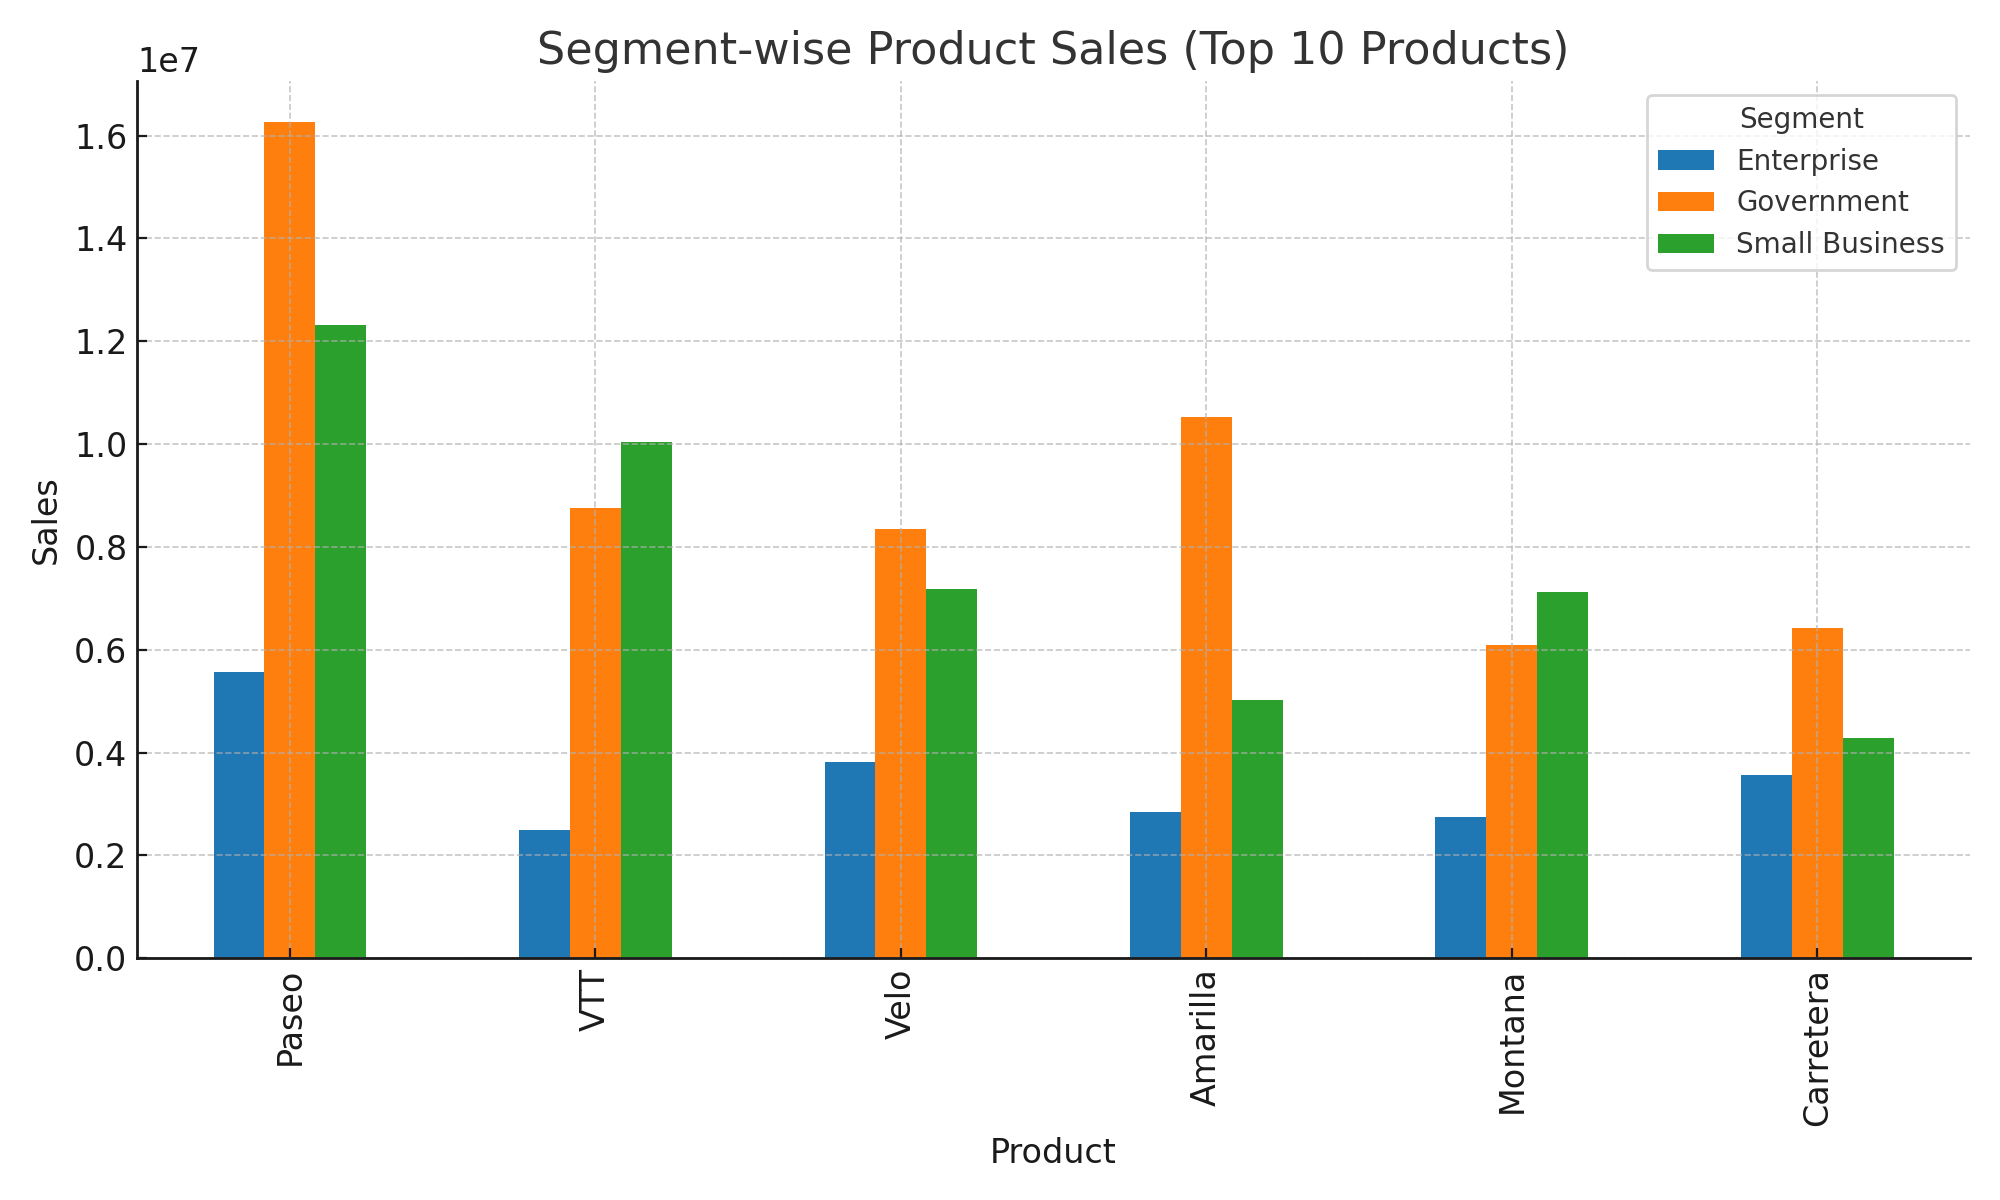 Segment-wise Product Sales (Top 10 Products)
1e7
Segment
Enterprise
Government
Small Business
1.6
1.4
1.2
1.0
0.8
0.6
0.4
0.2
0.0
Sales
Paseo
VTT
Velo
Amarilla
Montana
Carretera
Product